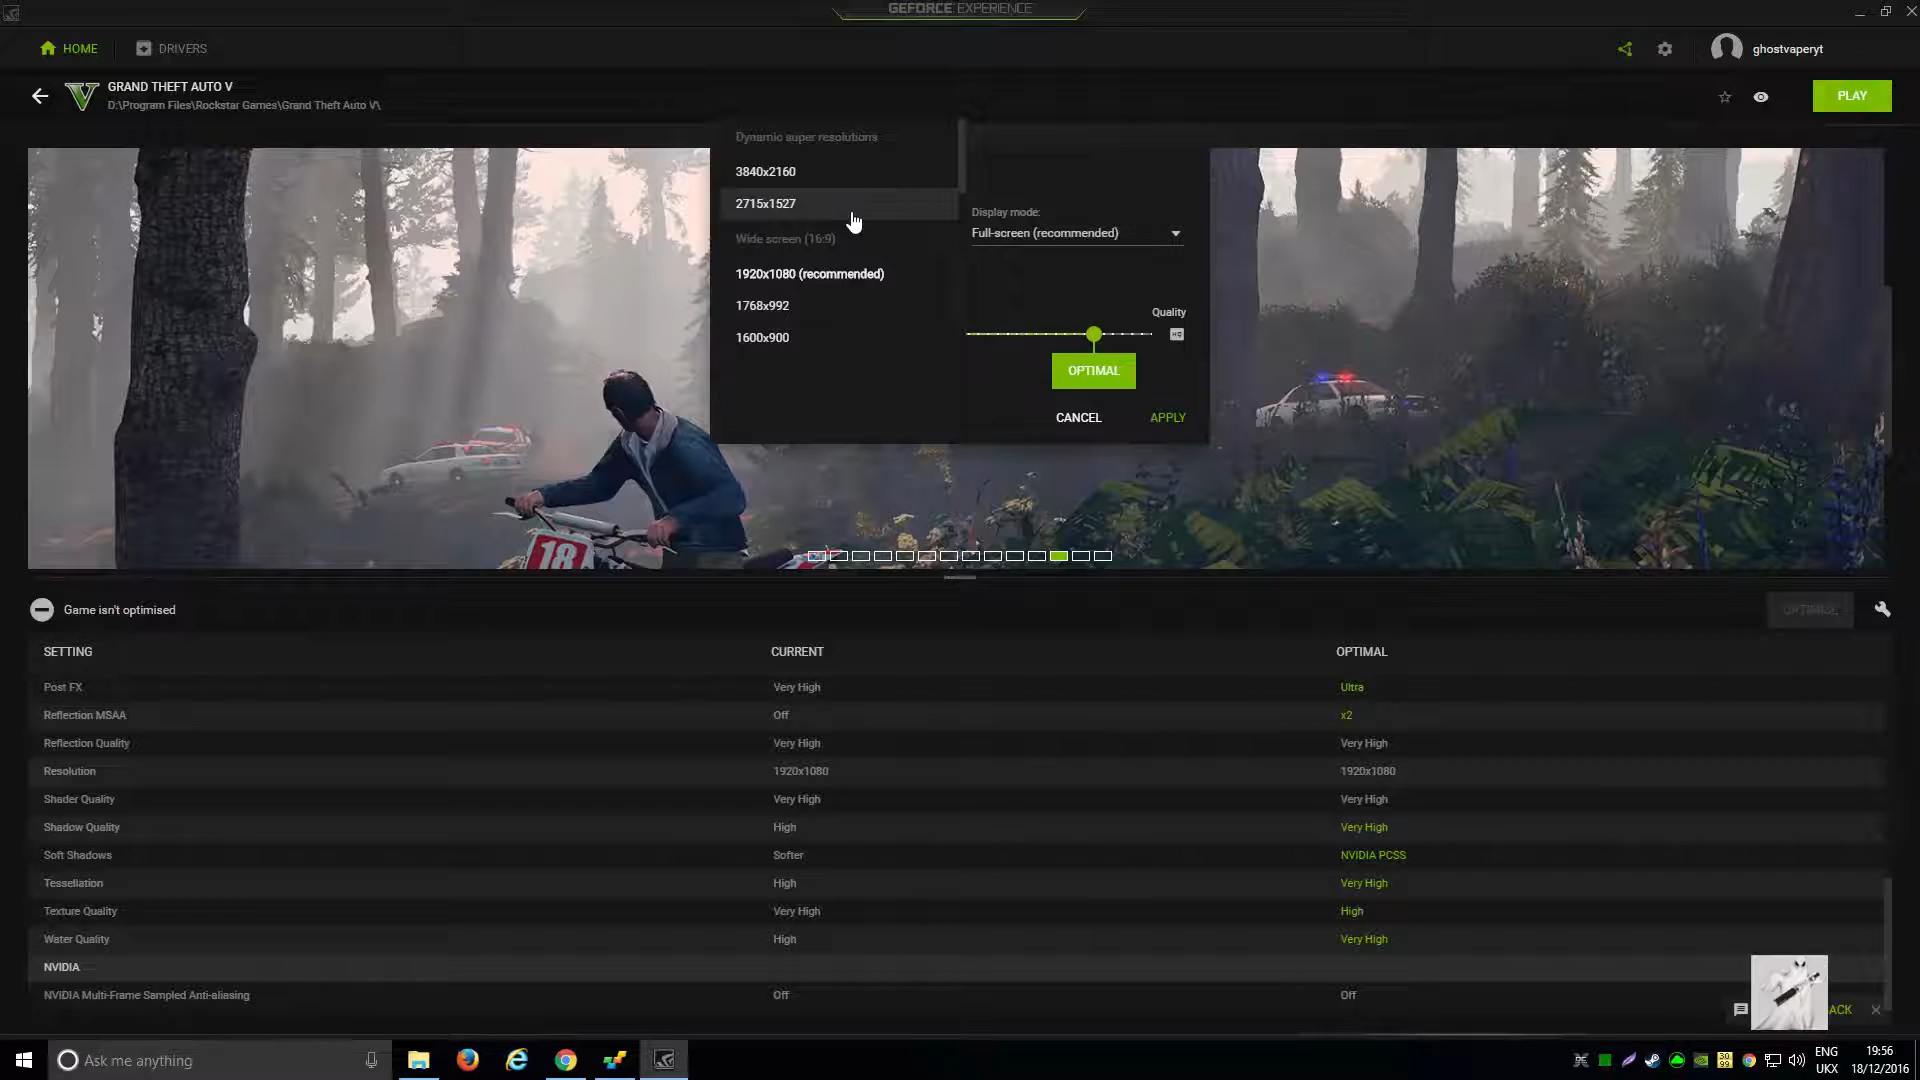 GEFORCE EXPERIENCE
HOME
DRIVERS
ghostvaperyt
GRAND THEFT AUTO V
D:\Program Files\Rockstar Games\Grand Theft Auto V\
PLAY
Dynamic super resolutions
3840x2160
2715x1527
Wide screen (16:9)
1920x1080 (recommended)
1768x992
1600x900
Display mode:
Full-screen (recommended)
Quality
HQ
OPTIMAL
CANCEL
APPLY
18
Game isn't optimised
OPTIMISE
SETTING CURRENT OPTIMAL
Post FX Very High Ultra
Reflection MSAA Off x2
Reflection Quality Very High Very High
Resolution 1920x1080 1920x1080
Shader Quality Very High Very High
Shadow Quality High Very High
Soft Shadows Softer NVIDIA PCSS
Tessellation High Very High
Texture Quality Very High High
Water Quality High Very High
NVIDIA
NVIDIA Multi-Frame Sampled Anti-aliasing Off Off
ACK
Ask me anything
ENG
UKX
19:56
18/12/2016